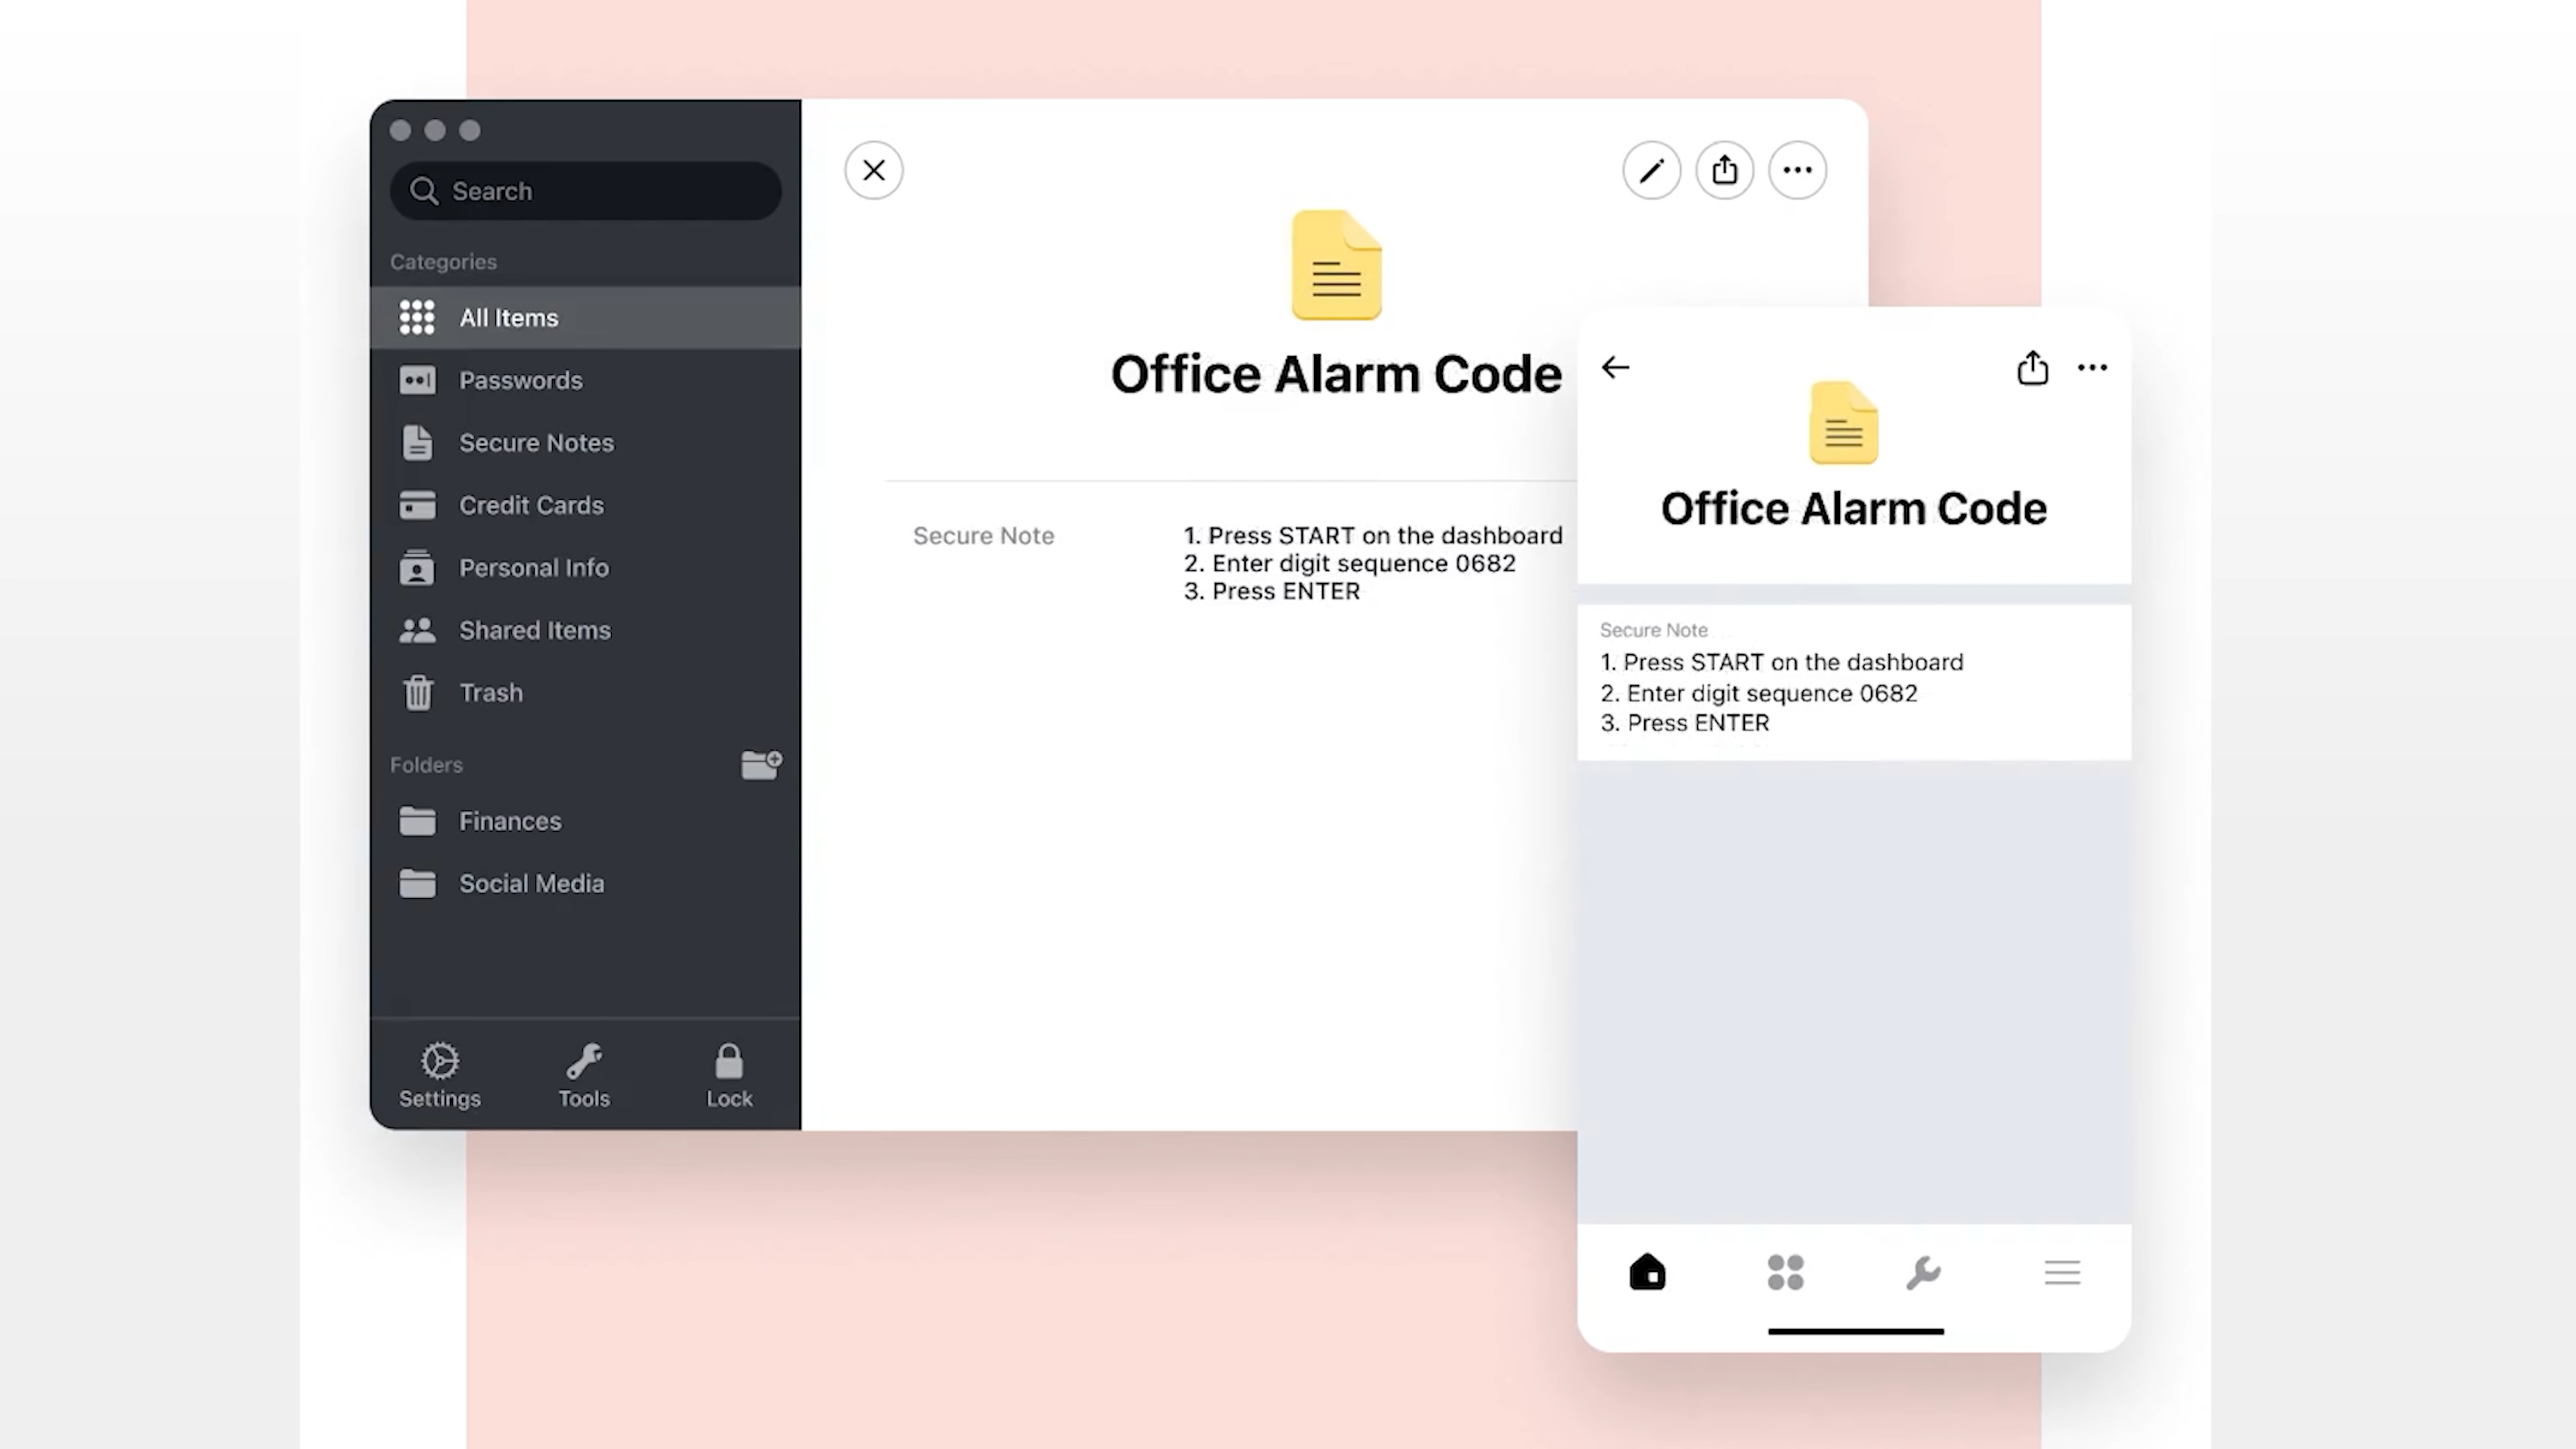 Search
Categories
All Items
Passwords
Secure Notes
Credit Cards
Personal Info
Shared Items
Trash
Folders
Finances
Social Media
Settings
Tools
Lock
Office Alarm Code
Secure Note
1. Press START on the dashboard
2. Enter digit sequence 0682
3. Press ENTER
Office Alarm Code
Secure Note
1. Press START on the dashboard
2. Enter digit sequence 0682
3. Press ENTER